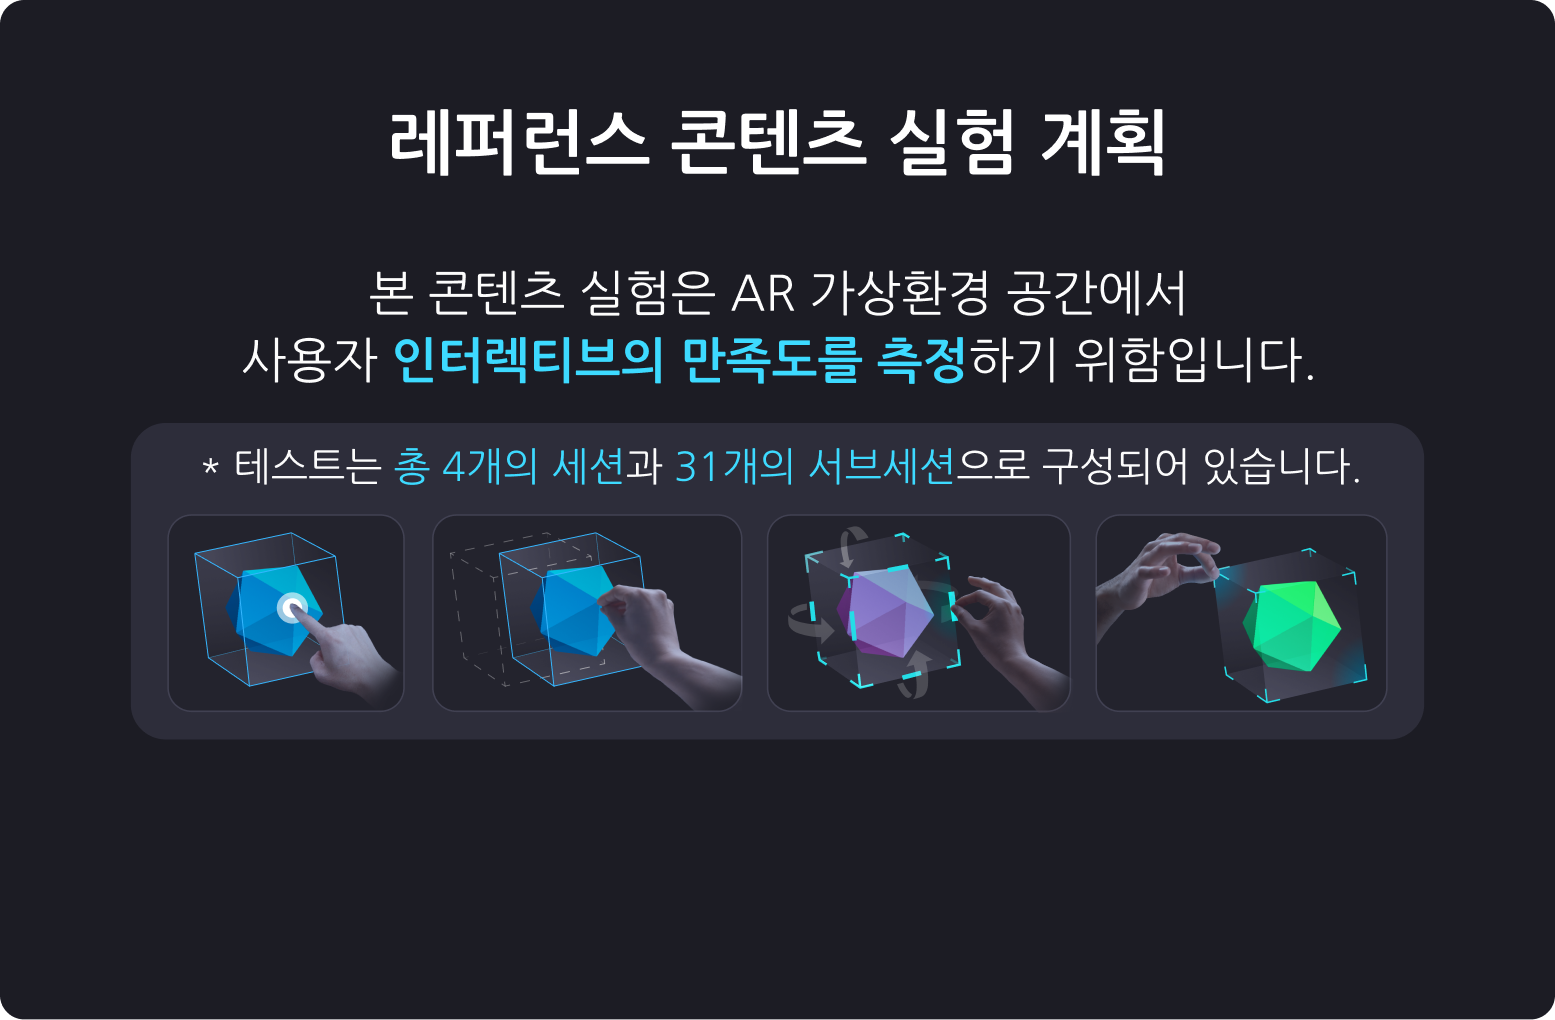 레퍼런스 콘텐츠 실험 계획
본 콘텐츠 실험은 AR 가상환경 공간에서
사용자 인터렉티브의 만족도를 측정하기 위함입니다.
* 테스트는 총 4개의 세션과 31개의 서브세션으로 구성되어 있습니다.